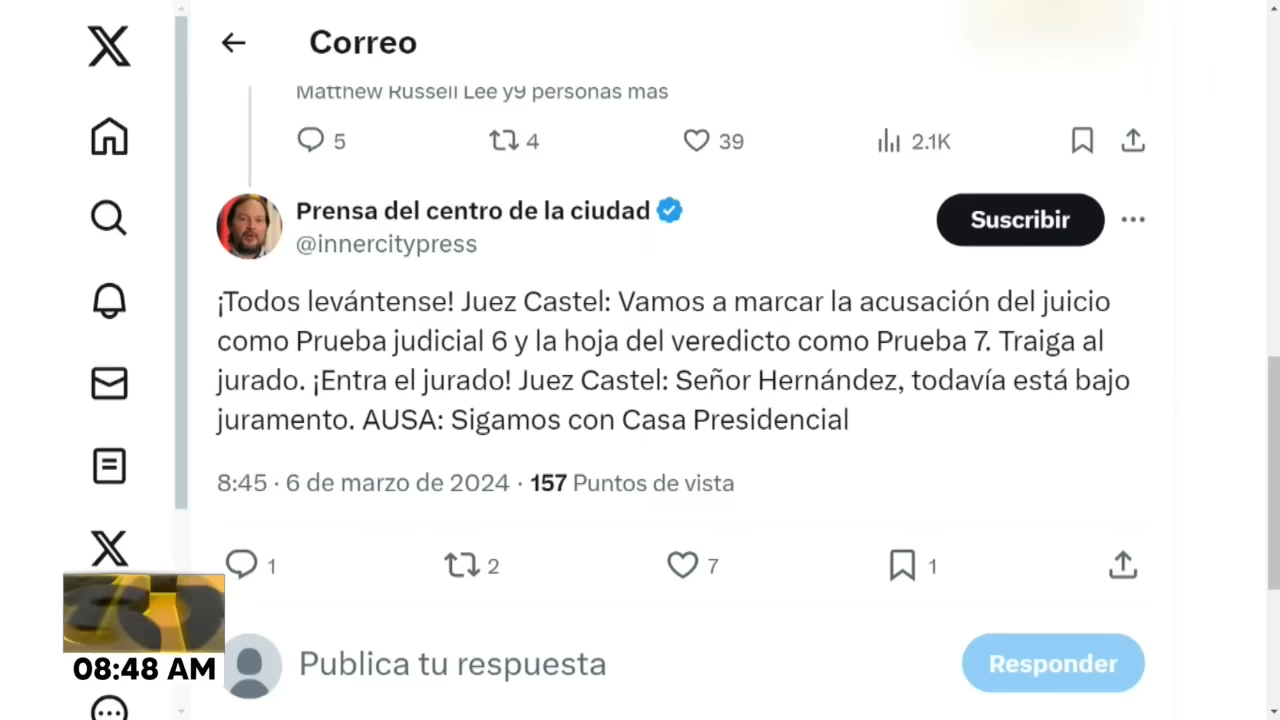 Correo
Matthew Russell Lee y9 personas mas
5 4 39 2.1K
Prensa del centro de la ciudad
Suscribir
@innercitypress
¡Todos levántense! Juez Castel: Vamos a marcar la acusación del juicio
como Prueba judicial 6 y la hoja del veredicto como Prueba 7. Traiga al
jurado. ¡Entra el jurado! Juez Castel: Señor Hernández, todavía está bajo
juramento. AUSA: Sigamos con Casa Presidencial
8:45 · 6 de marzo de 2024 · 157 Puntos de vista
1 2 7 1
Publica tu respuesta
Responder
08:48 AM